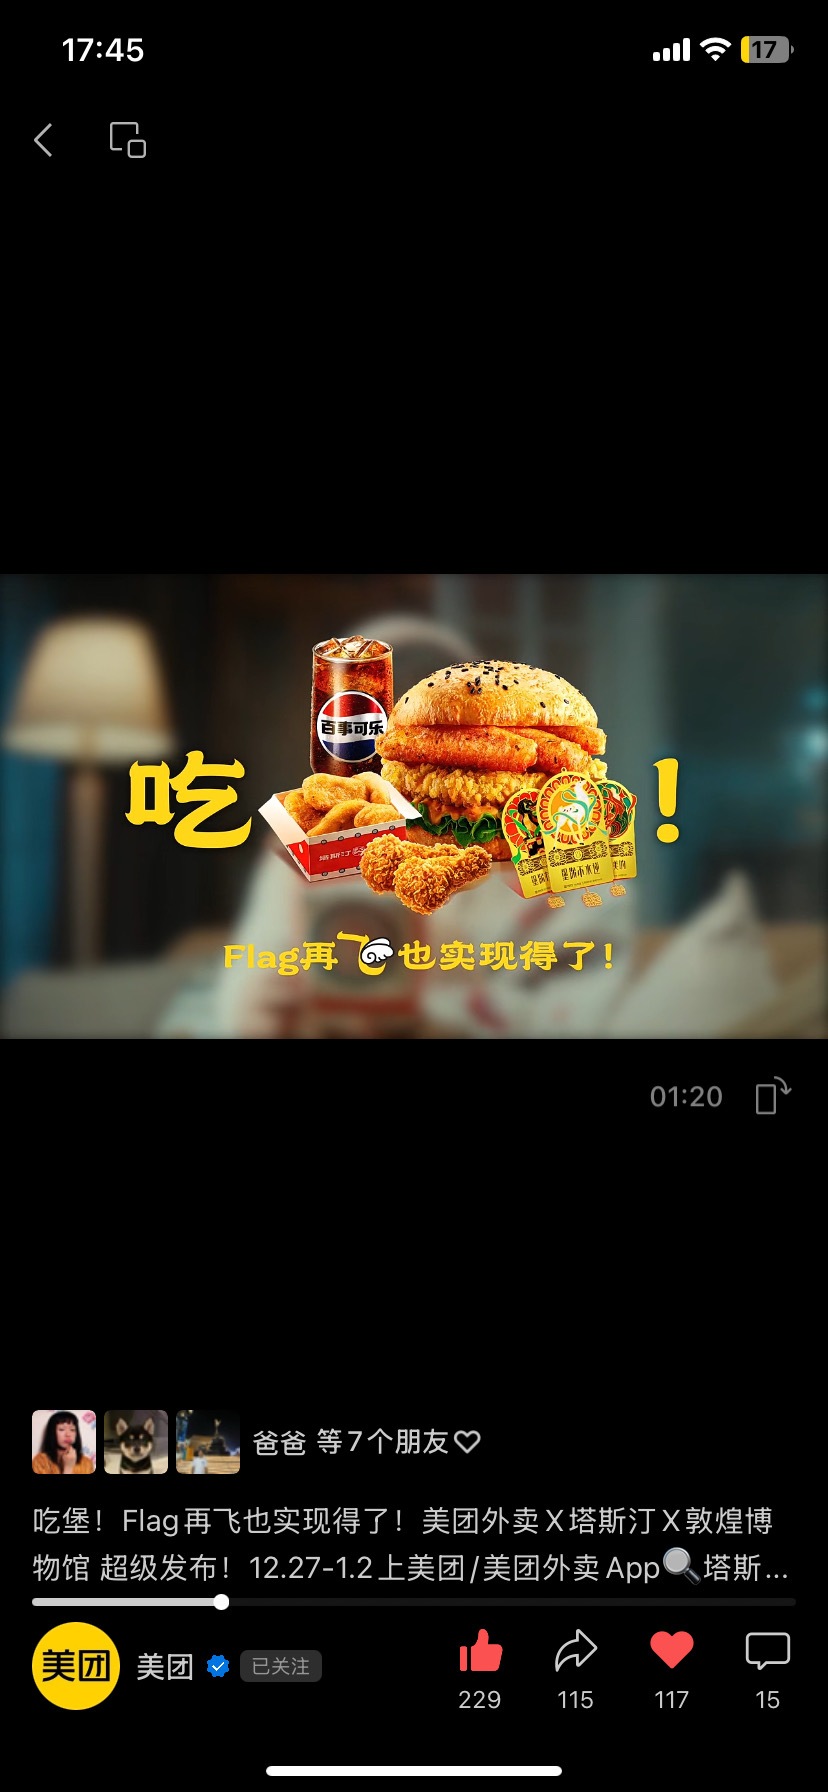 17:45
17
百事可乐
吃
！
塔斯汀
Flag再飞也实现得了！
01:20
爸爸 等7个朋友♡
吃堡！Flag再飞也实现得了！美团外卖X塔斯汀X敦煌博
物馆 超级发布！12.27-1.2上美团/美团外卖App🔍塔斯...
美团
美团
已关注
229
115
117
15